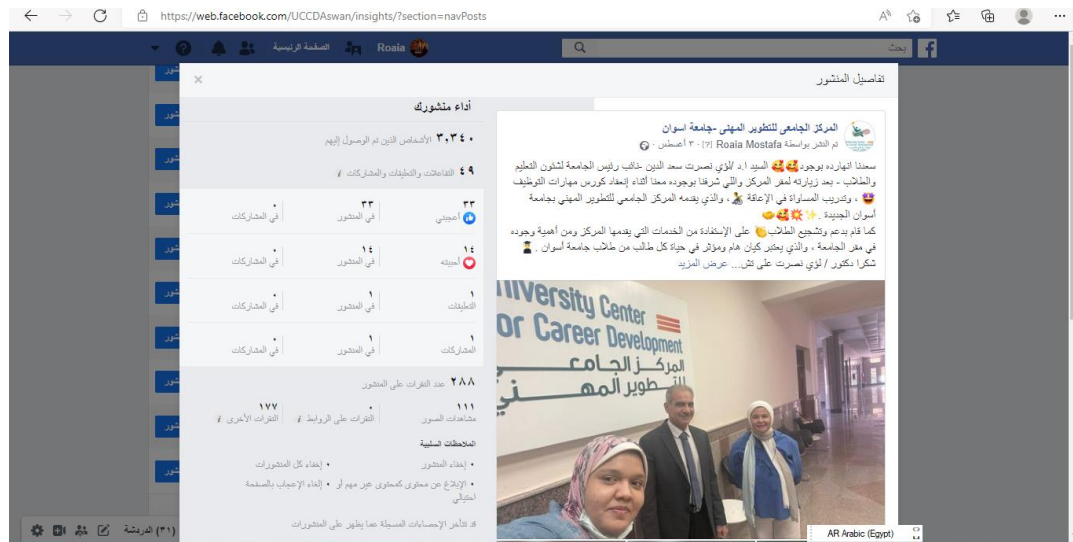 https://web.facebook.com/UCCDAswan/insights/?section=navPosts
بحث
Roaia
الصفحة الرئيسية
تفاصيل المنشور
المركز الجامعى للتطوير المهنى -جامعة اسوان
تم النشر بواسطة Roaia Mostafa [?] · ٣ أغسطس ·
سعدنا انهارده بوجود🥰🥰 السيد ا.د /لؤي نصرت سعد الدين -نائب رئيس الجامعة لشئون التعليم
والطلاب - بعد زيارته لمقر المركز واللي شرفنا بوجوده معنا أثناء إنعقاد كورس مهارات التوظيف
، وتدريب المساواة في الإعاقة ، والذي يقدمه المركز الجامعي للتطوير المهني بجامعة
أسوان الجديدة .
كما قام بدعم وتشجيع الطلاب على الإستفادة من الخدمات التي يقدمها المركز ومن أهمية وجوده
في مقر الجامعة ، والذي يعتبر كيان هام ومؤثر في حياة كل طالب من طلاب جامعة أسوان .
شكرا دكتور / لؤي نصرت على تش... عرض المزيد
University Center
or Career Development
المركــز الجـامعـي
للتـطوير المهـنـي
أداء منشورك
٣,٣٤٠ الأشخاص الذين تم الوصول إليهم
٤٩ التفاعلات والتعليقات والمشاركات
٣٣ ٣٣ ٠
أعجبني في المنشور في المشاركات
١٤ ١٤ ٠
أحببته في المنشور في المشاركات
١ ١ ٠
التعليقات في المنشور في المشاركات
١ ١ ٠
المشاركات في المنشور في المشاركات
٢٨٨ عدد النقرات على المنشور
١١١ ٠ ١٧٧
مشاهدات الصور النقرات على الروابط النقرات الأخرى
الملاحظات السلبية
• إخفاء المنشور • إخفاء كل المنشورات
• الإبلاغ عن محتوى كمحتوى غير مهم أو احتيالي • إلغاء الإعجاب بالصفحة
قد تتأخر الإحصاءات المسجلة عما يظهر على المنشورات
الدردشة (٣١)
AR Arabic (Egypt)